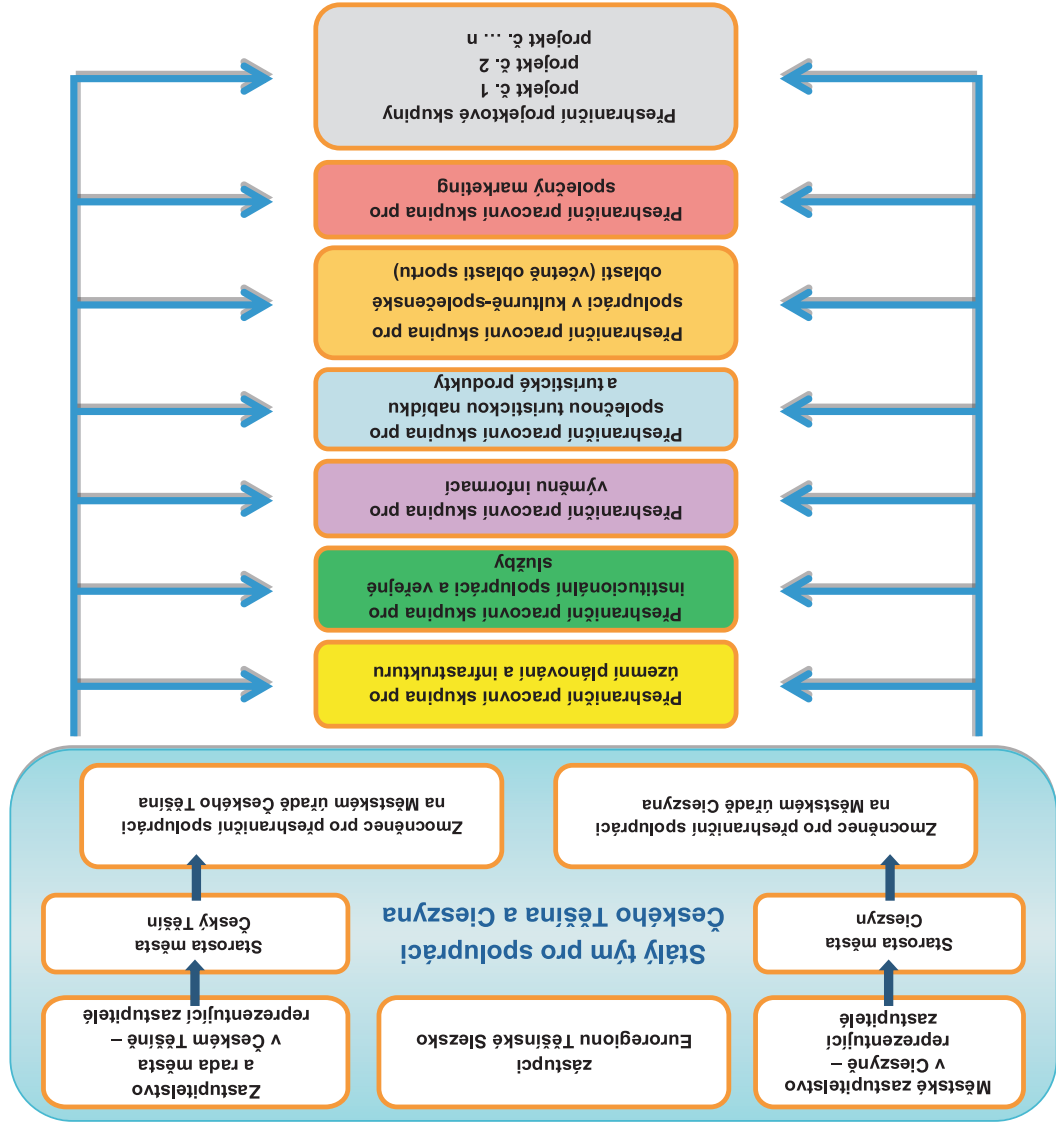 Městské zastupitelstvo
v Cieszyně –
reprezentující
zastupitelé
zástupci
Euroregionu Těšínské Slezsko
Zastupitelstvo
a rada města
v Českém Těšíně –
reprezentující zastupitelé
Starosta města
Cieszyn
Stálý tým pro spolupráci
Českého Těšína a Cieszyna
Starosta města
Český Těšín
Zmocněnec pro přeshraniční spolupráci
na Městském úřadě Cieszyna
Zmocněnec pro přeshraniční spolupráci
na Městském úřadě Českého Těšína
Přeshraniční pracovní skupina pro
územní plánování a infrastrukturu
Přeshraniční pracovní skupina pro
institucionální spolupráci a veřejné
služby
Přeshraniční pracovní skupina pro
výměnu informací
Přeshraniční pracovní skupina pro
společnou turistickou nabídku
a turistické produkty
Přeshraniční pracovní skupina pro
spolupráci v kulturně-společenské
oblasti (včetně oblasti sportu)
Přeshraniční pracovní skupina pro
společný marketing
Přeshraniční projektové skupiny
projekt č. 1
projekt č. 2
projekt č. ... n